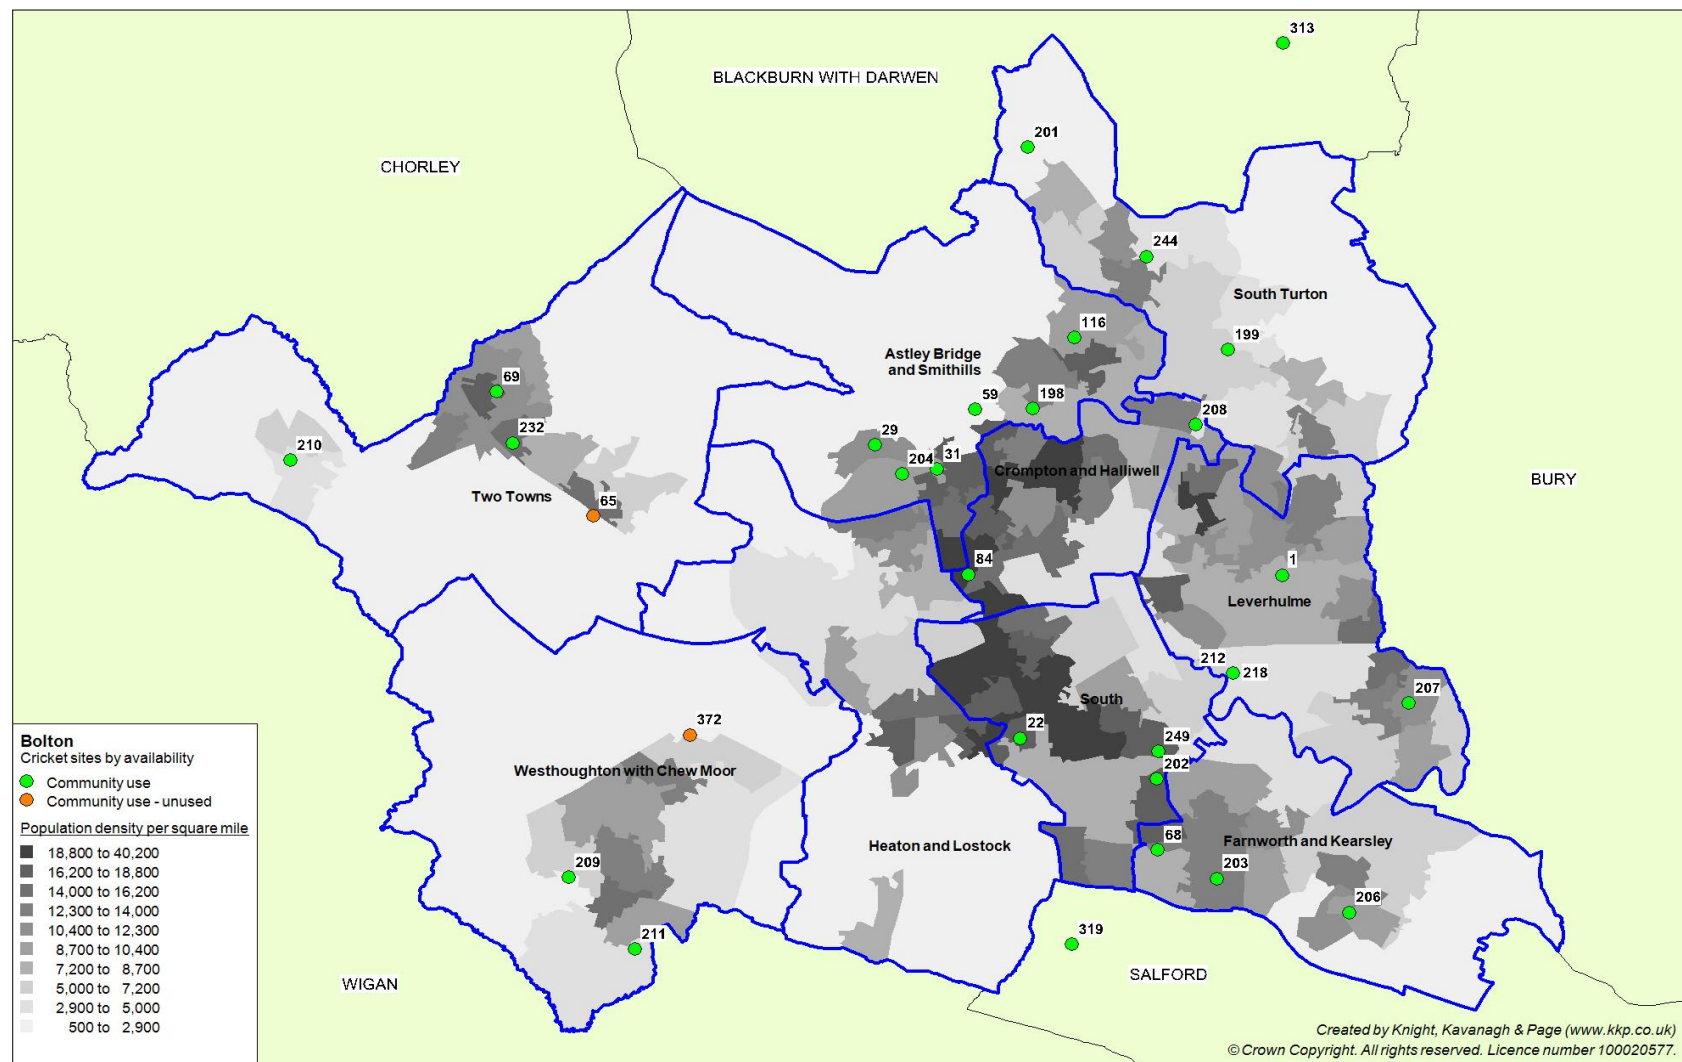 313
BLACKBURN WITH DARWEN
201
CHORLEY
244
South Turton
116
199
Astley Bridge
and Smithills
69
59
198
208
232
29
210
204
31
Crompton and Halliwell
BURY
Two Towns
65
84
1
Leverhulme
212
218
South
207
372
22
249
Westhoughton with Chew Moor
202
68
Heaton and Lostock
Farnworth and Kearsley
209
203
206
211
319
SALFORD
WIGAN
Bolton
Cricket sites by availability
Community use
Community use - unused
Population density per square mile
18,800 to 40,200
16,200 to 18,800
14,000 to 16,200
12,300 to 14,000
10,400 to 12,300
8,700 to 10,400
7,200 to 8,700
5,000 to 7,200
2,900 to 5,000
500 to 2,900
Created by Knight, Kavanagh & Page (www.kkp.co.uk)
© Crown Copyright. All rights reserved. Licence number 100020577.